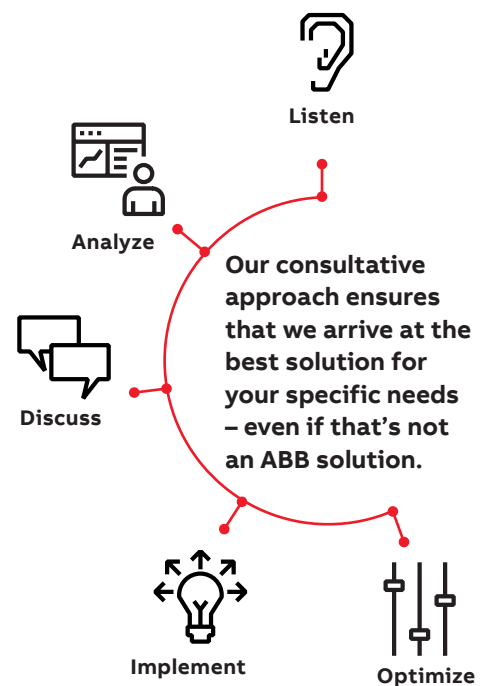 Listen
Analyze
Our consultative
approach ensures
that we arrive at the
best solution for
your specific needs
– even if that’s not
an ABB solution.
Discuss
Implement
Optimize